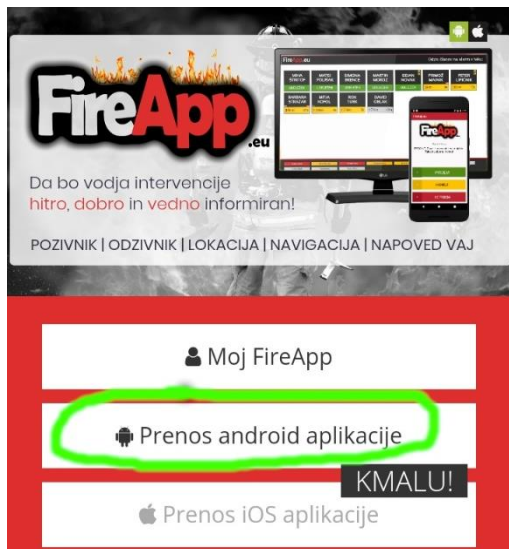 FireApp
.eu
Da bo vodja intervencije
hitro, dobro in vedno informiran!
POZIVNIK | ODZIVNIK | LOKACIJA | NAVIGACIJA | NAPOVED VAJ
Moj FireApp
Prenos android aplikacije
KMALU!
Prenos iOS aplikacije